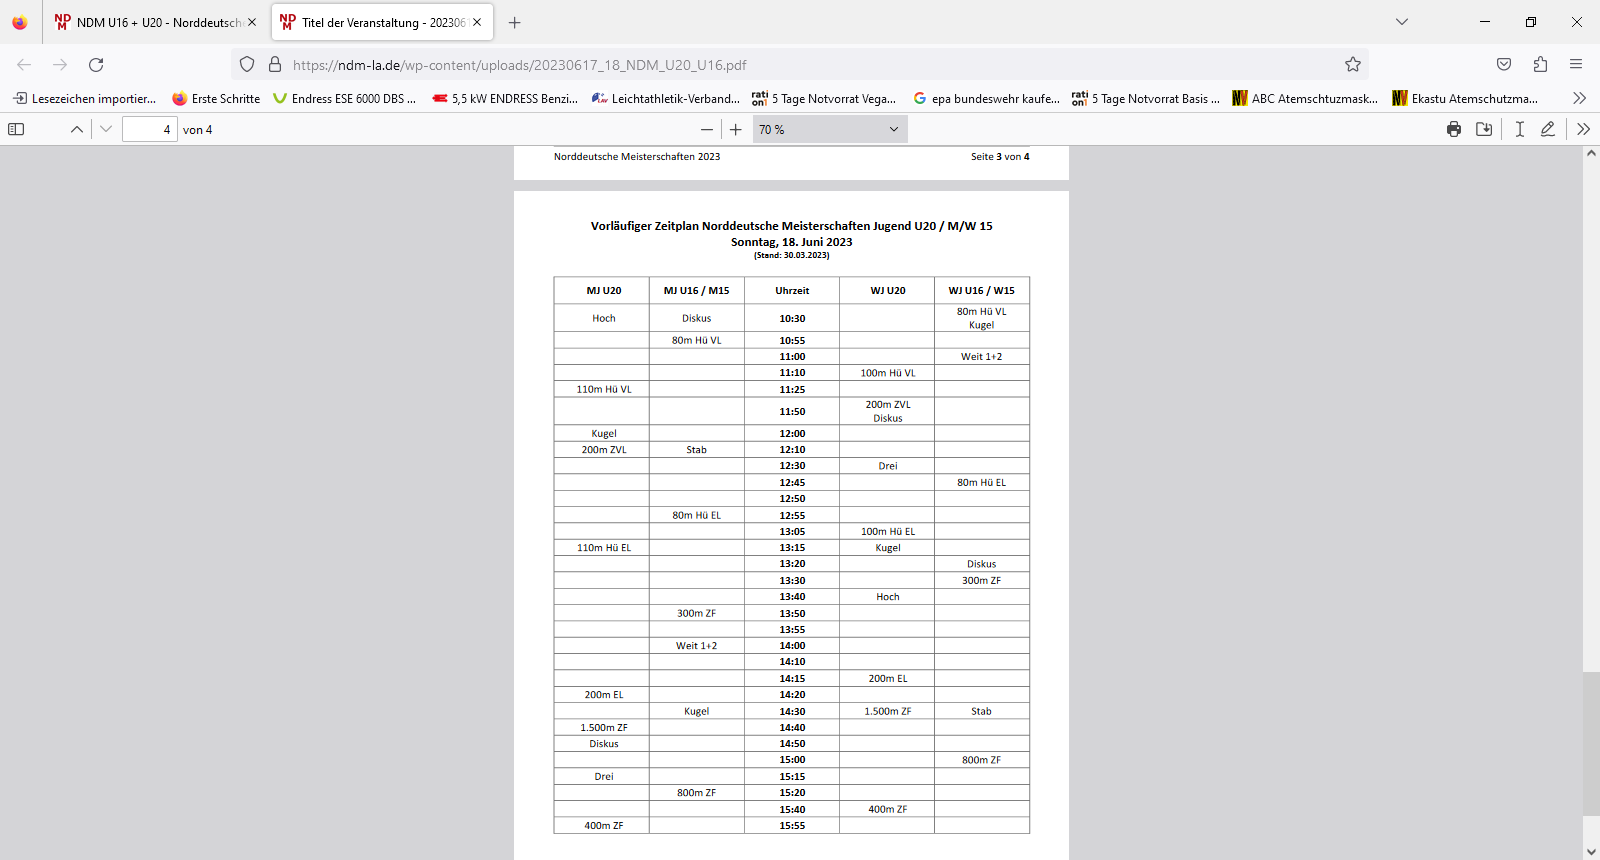 NDM U16 + U20 - Norddeutsch
Titel der Veranstaltung - 202306
https://ndm-la.de/wp-content/uploads/20230617_18_NDM_U20_U16.pdf
Lesezeichen importier...
Erste Schritte
Endress ESE 6000 DBS ...
5,5 kW ENDRESS Benzi...
Leichtathletik-Verband...
5 Tage Notvorrat Vega...
epa bundeswehr kaufe...
5 Tage Notvorrat Basis ...
ABC Atemschtuzmask...
Ekastu Atemschutzma...
4 von 4
70 %
Norddeutsche Meisterschaften 2023 Seite 3 von 4
Vorläufiger Zeitplan Norddeutsche Meisterschaften Jugend U20 / M/W 15
Sonntag, 18. Juni 2023
(Stand: 30.03.2023)
MJ U20 MJ U16 / M15 Uhrzeit WJ U20 WJ U16 / W15
Hoch Diskus 10:30 80m Hü VL
Kugel
80m Hü VL 10:55
11:00 Weit 1+2
11:10 100m Hü VL
110m Hü VL 11:25
11:50 200m ZVL
Diskus
Kugel 12:00
200m ZVL Stab 12:10
12:30 Drei
12:45 80m Hü EL
12:50
80m Hü EL 12:55
13:05 100m Hü EL
110m Hü EL 13:15 Kugel
13:20 Diskus
13:30 300m ZF
13:40 Hoch
300m ZF 13:50
13:55
Weit 1+2 14:00
14:10
14:15 200m EL
200m EL 14:20
Kugel 14:30 1.500m ZF Stab
1.500m ZF 14:40
Diskus 14:50
15:00 800m ZF
Drei 15:15
800m ZF 15:20
15:40 400m ZF
400m ZF 15:55